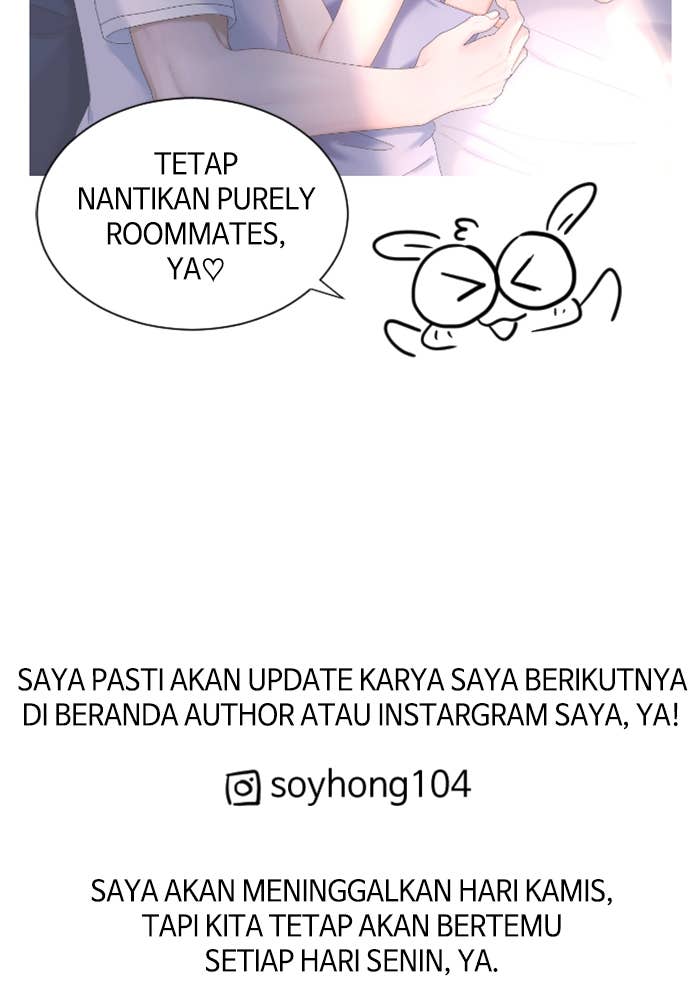 TETAP
NANTIKAN PURELY
ROOMMATES,
YA♡
SAYA PASTI AKAN UPDATE KARYA SAYA BERIKUTNYA
DI BERANDA AUTHOR ATAU INSTARGRAM SAYA, YA!
soyhong104
SAYA AKAN MENINGGALKAN HARI KAMIS,
TAPI KITA TETAP AKAN BERTEMU
SETIAP HARI SENIN, YA.